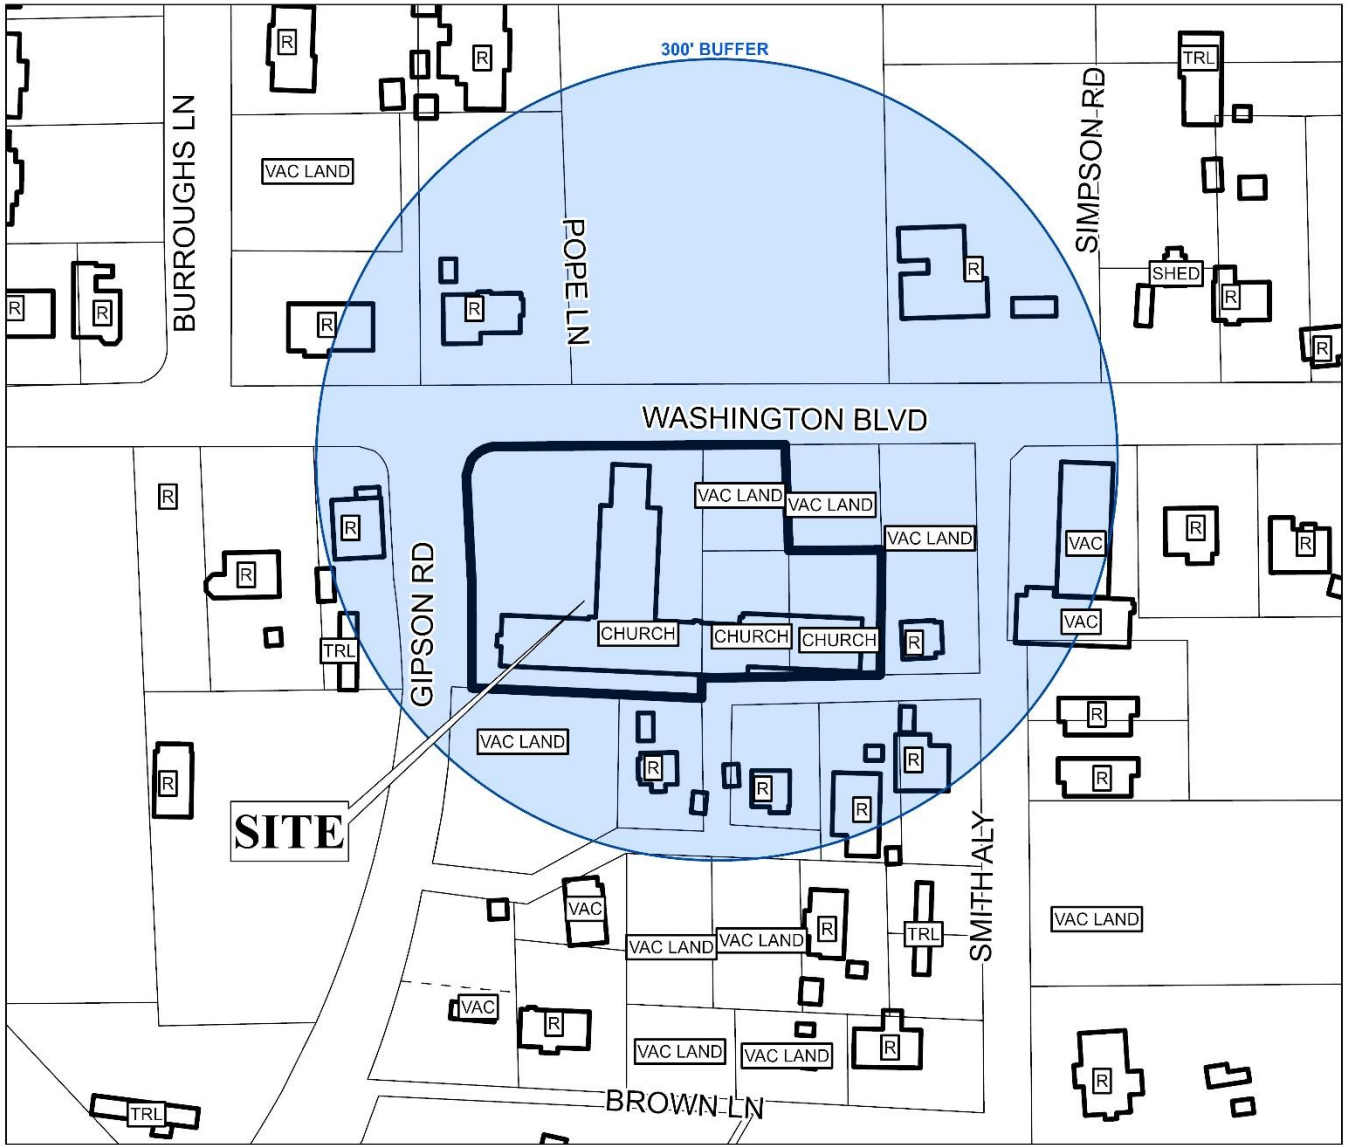 300' BUFFER
R
R
TRL
BURROUGHS LN
VAC LAND
SIMPSON RD
POPE LN
R
SHED
R
R
R
R
R
R
WASHINGTON BLVD
R
VAC LAND
VAC LAND
VAC LAND
R
R
R
VAC
R
R
GIPSON RD
CHURCH
CHURCH
CHURCH
R
VAC
TRL
VAC LAND
R
R
R
R
R
R
R
SITE
SMITH ALY
VAC
VAC LAND
VAC LAND
R
TRL
VAC LAND
VAC
R
VAC LAND
VAC LAND
R
R
BROWN LN
TRL